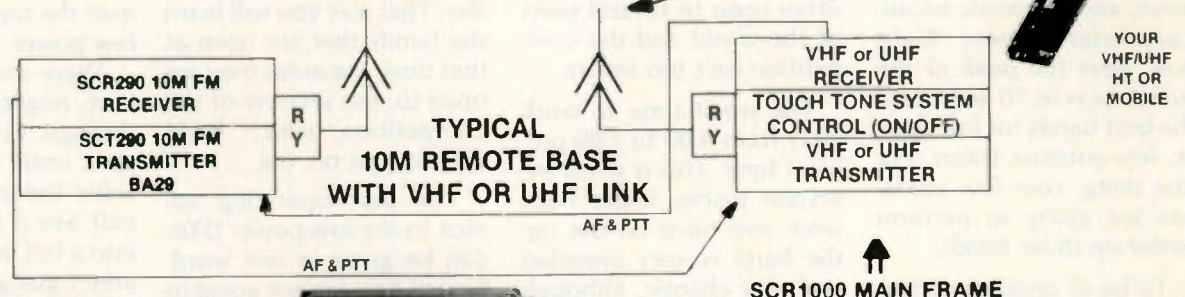 SCR290 10M FM
RECEIVER
SCT290 10M FM
TRANSMITTER
BA29
R
Y
TYPICAL
10M REMOTE BASE
WITH VHF OR UHF LINK
AF & PTT
AF & PTT
R
Y
VHF or UHF
RECEIVER
TOUCH TONE SYSTEM
CONTROL (ON/OFF)
VHF or UHF
TRANSMITTER
YOUR
VHF/UHF
HT OR
MOBILE
SCR1000 MAIN FRAME